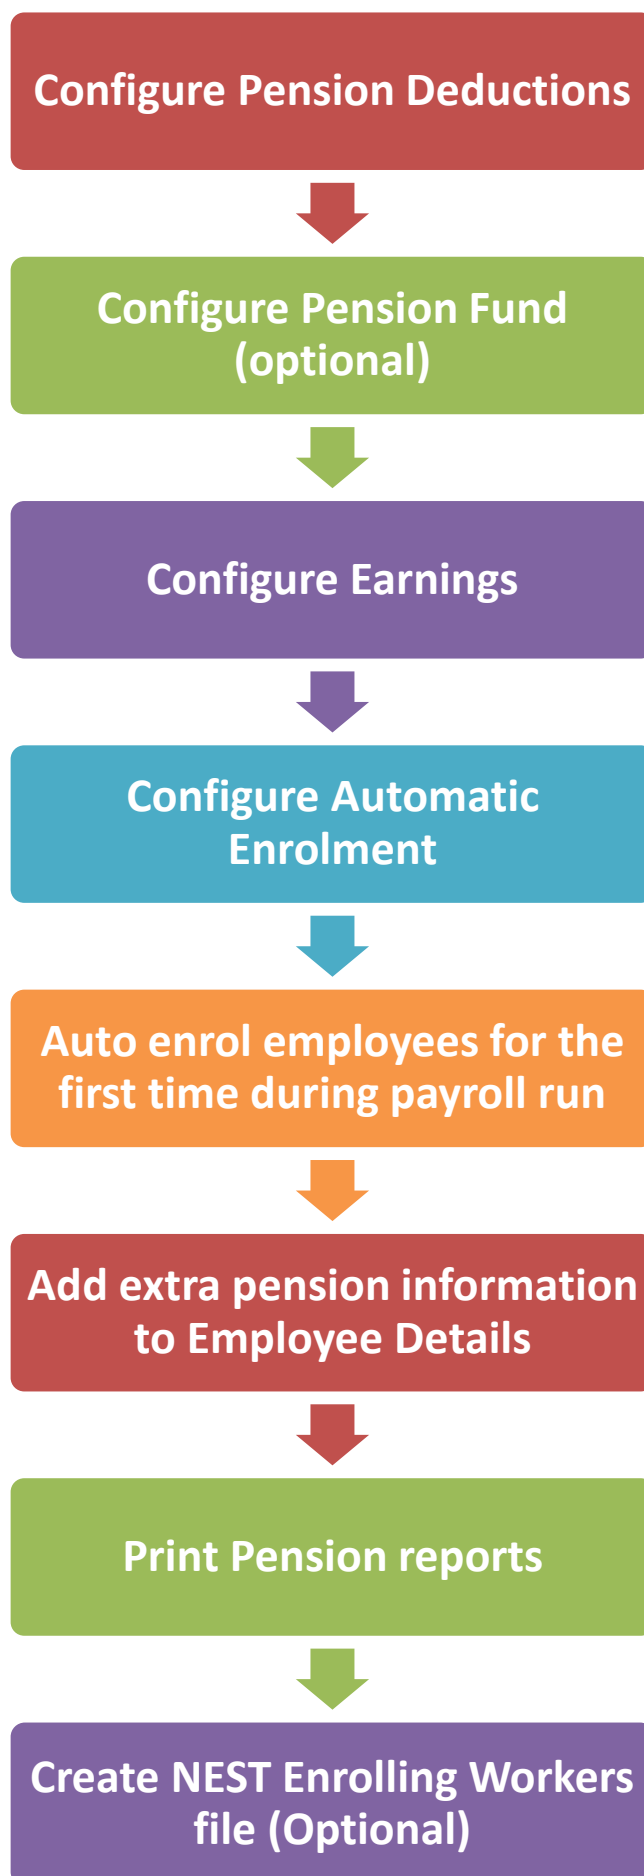 Configure Pension Deductions
Configure Pension Fund
(optional)
Configure Earnings
Configure Automatic
Enrolment
Auto enrol employees for the
first time during payroll run
Add extra pension information
to Employee Details
Print Pension reports
Create NEST Enrolling Workers
file (Optional)